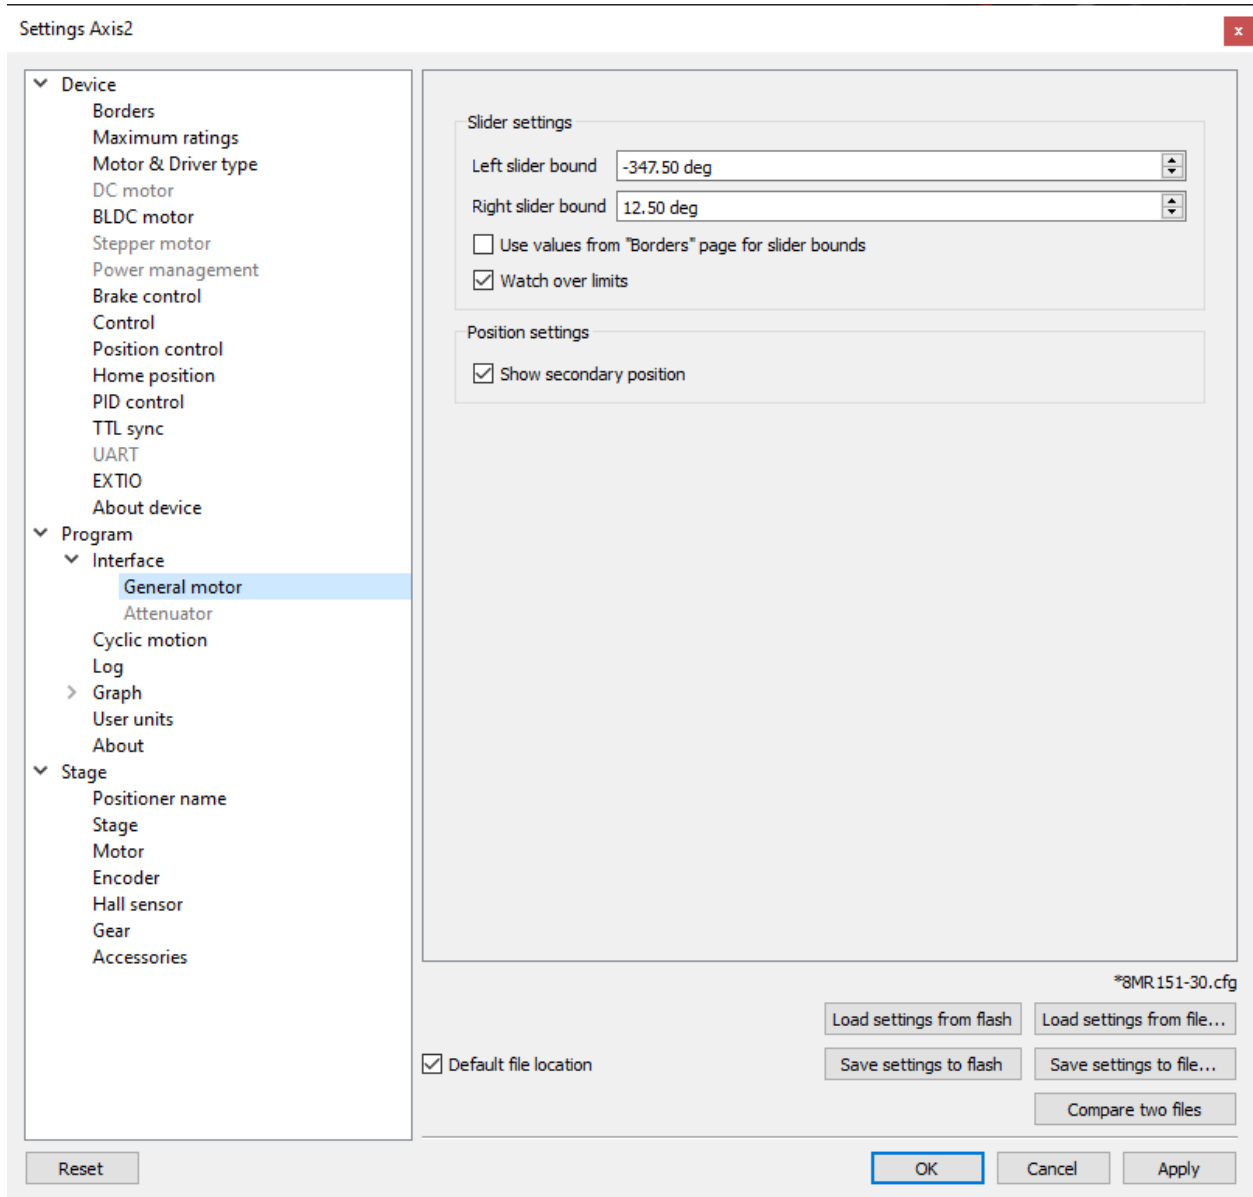 Settings Axis2
x
Device
Borders
Maximum ratings
Motor & Driver type
DC motor
BLDC motor
Stepper motor
Power management
Brake control
Control
Position control
Home position
PID control
TTL sync
UART
EXTIO
About device
Program
Interface
General motor
Attenuator
Cyclic motion
Log
Graph
User units
About
Stage
Positioner name
Stage
Motor
Encoder
Hall sensor
Gear
Accessories
Slider settings
Left slider bound -347.50 deg
Right slider bound 12.50 deg
Use values from "Borders" page for slider bounds
Watch over limits
Position settings
Show secondary position
*8MR151-30.cfg
Load settings from flash Load settings from file...
Default file location Save settings to flash Save settings to file...
Compare two files
Reset OK Cancel Apply